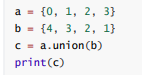 a = {0, 1, 2, 3}
b = {4, 3, 2, 1}
c = a.union(b)
print(c)